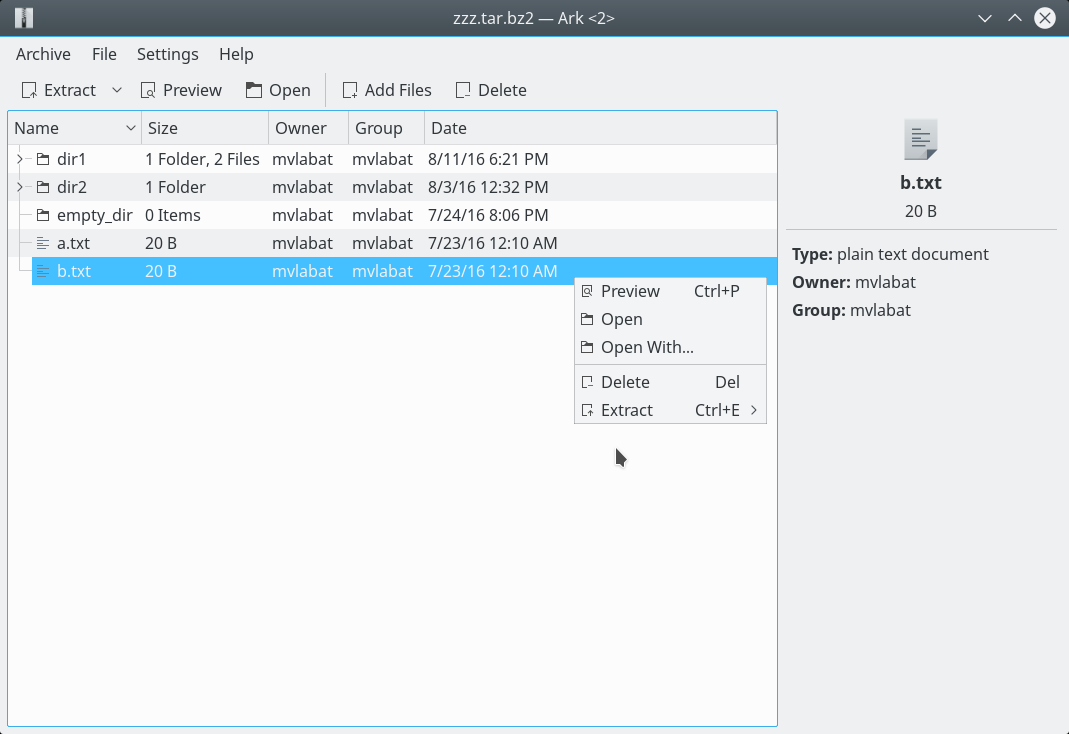 zzz.tar.bz2 — Ark <2>
Archive File Settings Help
Extract Preview Open Add Files Delete
Name Size Owner Group Date
dir1 1 Folder, 2 Files mvlabat mvlabat 8/11/16 6:21 PM
dir2 1 Folder mvlabat mvlabat 8/3/16 12:32 PM
empty_dir 0 Items mvlabat mvlabat 7/24/16 8:06 PM
a.txt 20 B mvlabat mvlabat 7/23/16 12:10 AM
b.txt 20 B mvlabat mvlabat 7/23/16 12:10 AM
Preview Ctrl+P
Open
Open With...
Delete Del
Extract Ctrl+E
b.txt
20 B
Type: plain text document
Owner: mvlabat
Group: mvlabat